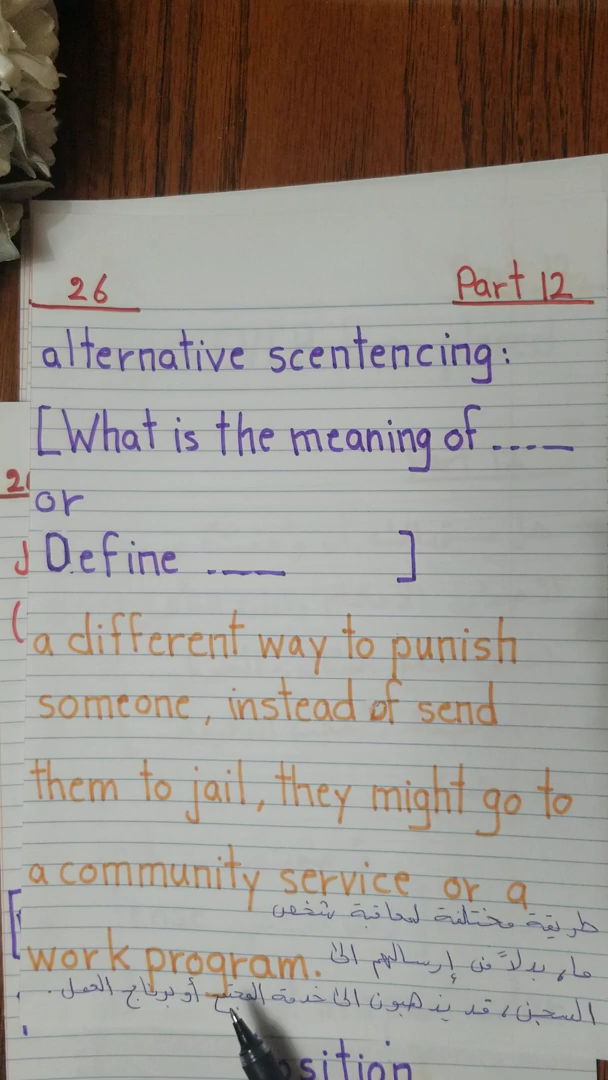 26 Part 12
alternative scentencing:
[What is the meaning of ....__
or
Define .___ ]
a different way to punish
someone, instead of send
them to jail, they might go to
a community service or a
طريقة مختلفة لمعاقبة شخص
work program.
ما، بدلاً من إرسالهم الى
السجن، قد يذهبون الى خدمة المجتمع أو برنامج العمل.
sition